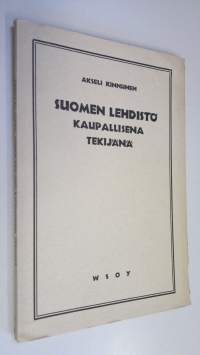 AKSELI KINNUNEN
SUOMEN LEHDISTÖ
KAUPALLISENA
TEKIJÄNÄ
WSOY